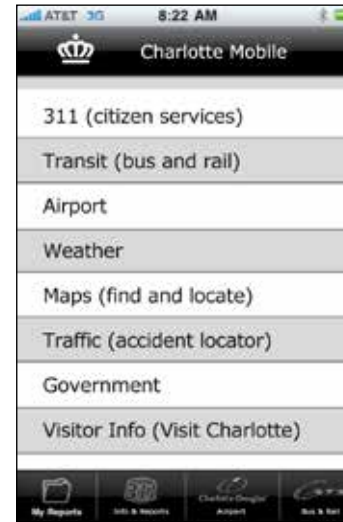 AT&T 3G 8:22 AM
Charlotte Mobile
311 (citizen services)
Transit (bus and rail)
Airport
Weather
Maps (find and locate)
Traffic (accident locator)
Government
Visitor Info (Visit Charlotte)
My Reports Info & Reports Airport Bus & Rail